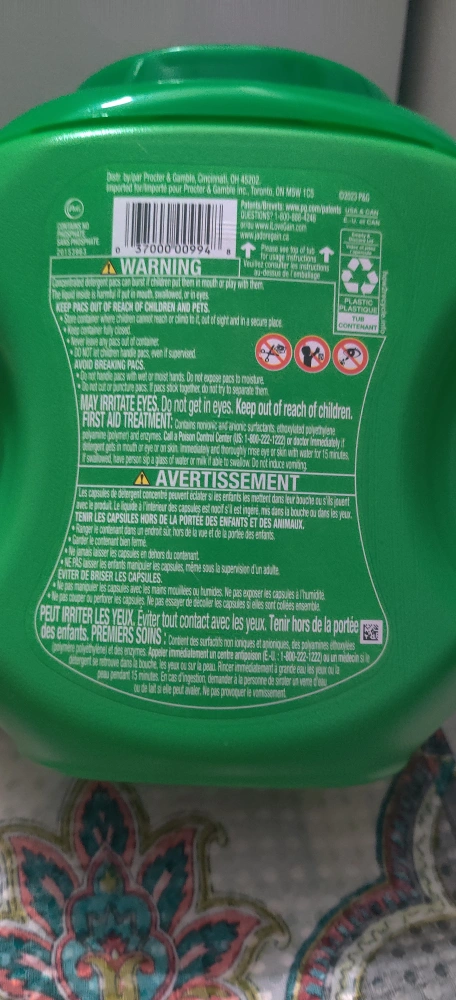 Distr. by/par Procter & Gamble, Cincinnati, OH 45202.
Imported for/Importé pour Procter & Gamble Inc., Toronto, ON M5W 1C5
©2023 P&G
Patents/Brevets: www.pg.com/patents
QUESTIONS? 1-800-888-4248
or/ou www.iLoveGain.com
www.jadoregain.ca
CONTAINS NO
PHOSPHATE
SANS PHOSPHATE
0 37000 00994 8
Please see top of tub
for usage instructions
Veuillez consulter les instructions
au-dessus de l'emballage
USA & CAN
É.-U. et CAN
Empty &
Replace Lid
PLASTIC
PLASTIQUE
TUB
CONTENANT
how2recycle.info
WARNING
Concentrated detergent pacs can burst if children put them in mouth or play with them.
The liquid inside is harmful if put in mouth, swallowed, or in eyes.
KEEP PACS OUT OF REACH OF CHILDREN AND PETS.
• Store container where children cannot reach or climb to it, out of sight and in a secure place.
• Keep container fully closed.
• Never leave any pacs out of container.
• DO NOT let children handle pacs, even if supervised.
AVOID BREAKING PACS.
• Do not handle pacs with wet or moist hands. Do not expose pacs to moisture.
• Do not cut or puncture pacs. If pacs stick together do not try to separate them.
MAY IRRITATE EYES. Do not get in eyes. Keep out of reach of children.
FIRST AID TREATMENT: Contains nonionic and anionic surfactants, ethoxylated polyethylene
polyamine (polymer) and enzymes. Call a Poison Control Center (US: 1-800-222-1222) or doctor immediately if
detergent gets in mouth or eye or on skin. Immediately and thoroughly rinse eye or skin with water for 15 minutes.
If swallowed, have person sip a glass of water or milk if able to swallow. Do not induce vomiting.
AVERTISSEMENT
Les capsules de détergent concentré peuvent éclater si les enfants les mettent dans leur bouche ou s'ils jouent
avec le produit. Le liquide à l'intérieur des capsules est nocif s'il est ingéré, mis dans la bouche ou dans les yeux.
TENIR LES CAPSULES HORS DE LA PORTÉE DES ENFANTS ET DES ANIMAUX.
• Ranger le contenant dans un endroit sûr, hors de la vue et de la portée des enfants.
• Garder le contenant bien fermé.
• Ne jamais laisser les capsules en dehors du contenant.
• NE PAS laisser les enfants manipuler les capsules, même sous la supervision d'un adulte.
ÉVITER DE BRISER LES CAPSULES.
• Ne pas manipuler les capsules avec les mains mouillées ou humides. Ne pas exposer les capsules à l'humidité.
• Ne pas couper ou perforer les capsules. Ne pas essayer de décoller les capsules si elles sont collées ensemble.
PEUT IRRITER LES YEUX. Éviter tout contact avec les yeux. Tenir hors de la portée
des enfants. PREMIERS SOINS : Contient des surfactifs non ioniques et anioniques, des polyamines éthoxylées
(polymère polyéthylène) et des enzymes. Appeler immédiatement un centre antipoison (É.-U. : 1-800-222-1222) ou un médecin si le
détergent se retrouve dans la bouche, les yeux ou sur la peau. Rincer immédiatement à grande eau les yeux ou la
peau pendant 15 minutes. En cas d'ingestion, demander à la personne de siroter un verre d'eau
ou de lait si elle peut avaler. Ne pas provoquer le vomissement.